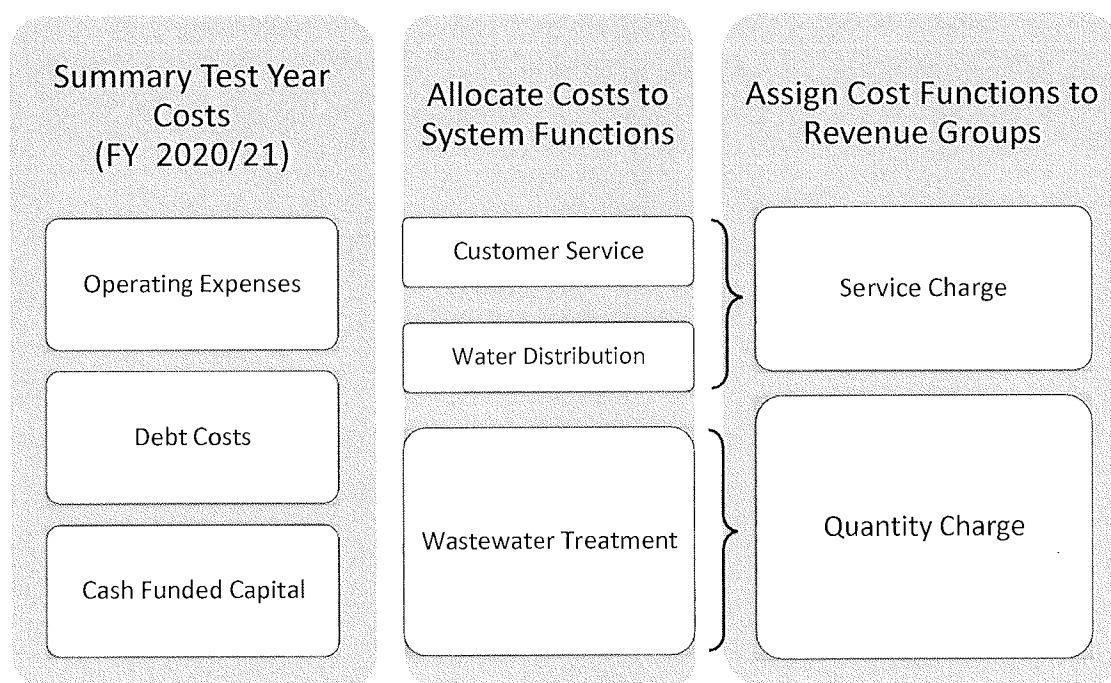 Summary Test Year
Costs
(FY 2020/21)
Operating Expenses
Debt Costs
Cash Funded Capital
Allocate Costs to
System Functions
Customer Service
Water Distribution
Wastewater Treatment
Assign Cost Functions to
Revenue Groups
Service Charge
Quantity Charge